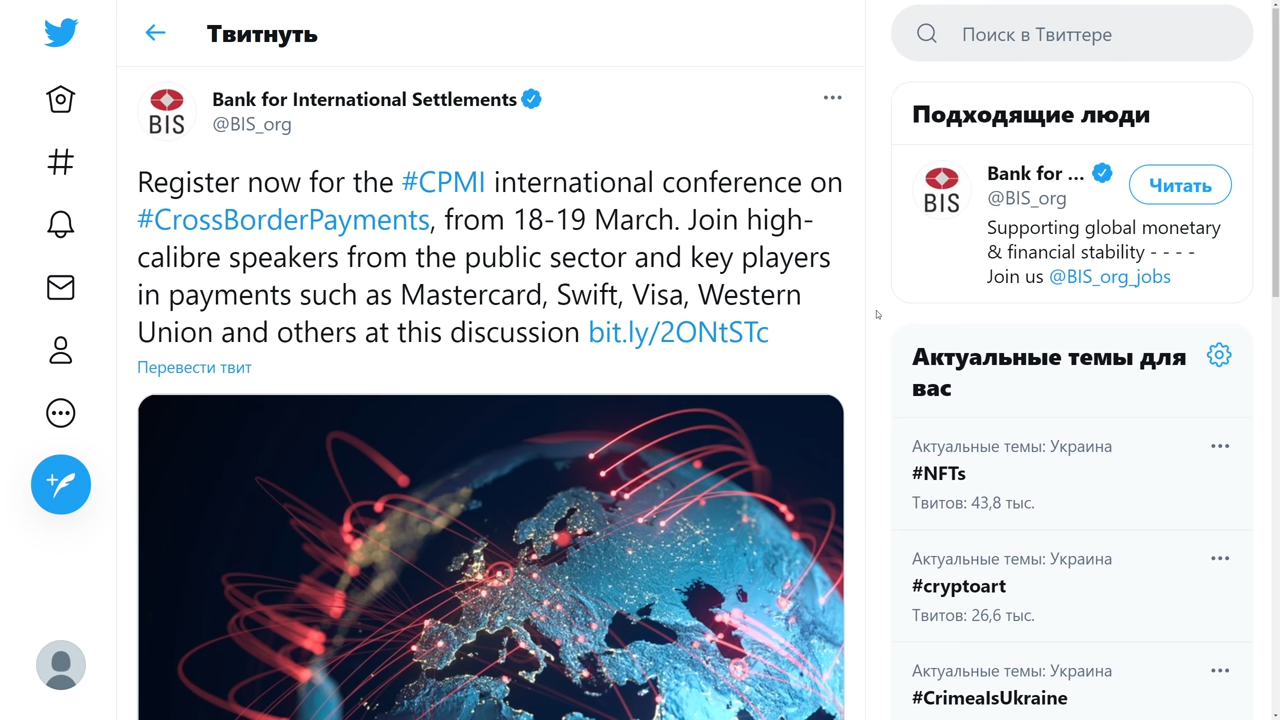 Твитнуть
Bank for International Settlements
@BIS_org
BIS
Register now for the #CPMI international conference on
#CrossBorderPayments, from 18-19 March. Join high-
calibre speakers from the public sector and key players
in payments such as Mastercard, Swift, Visa, Western
Union and others at this discussion bit.ly/2ONtSTc
Перевести твит
Поиск в Твиттере
Подходящие люди
Bank for ...
Читать
@BIS_org
BIS
Supporting global monetary
& financial stability - - - -
Join us @BIS_org_jobs
Актуальные темы для
вас
Актуальные темы: Украина
#NFTs
Твитов: 43,8 тыс.
Актуальные темы: Украина
#cryptoart
Твитов: 26,6 тыс.
Актуальные темы: Украина
#CrimeaIsUkraine